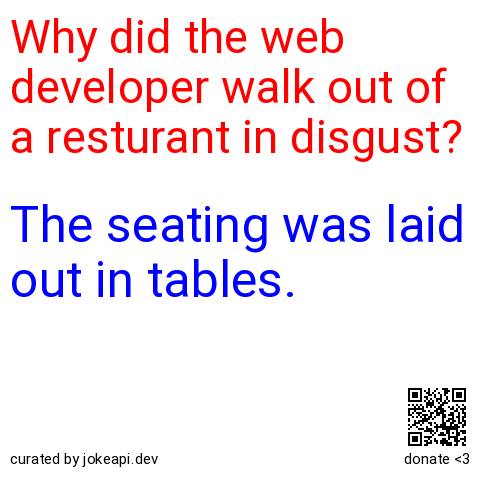 Why did the web
developer walk out of
a resturant in disgust?
The seating was laid
out in tables.
curated by jokeapi.dev
donate <3